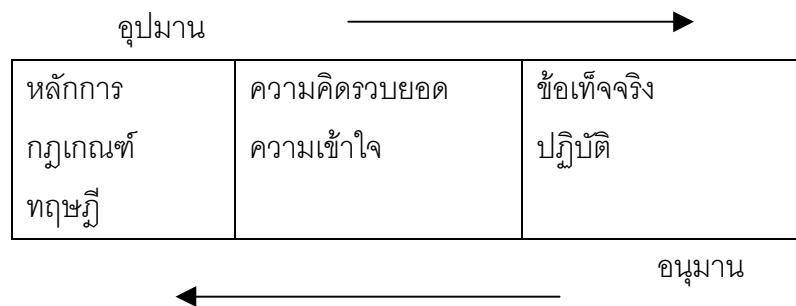 อุปมาน
หลักการ
กฎเกณฑ์
ทฤษฎี
ความคิดรวบยอด
ความเข้าใจ
ข้อเท็จจริง
ปฏิบัติ
อนุมาน